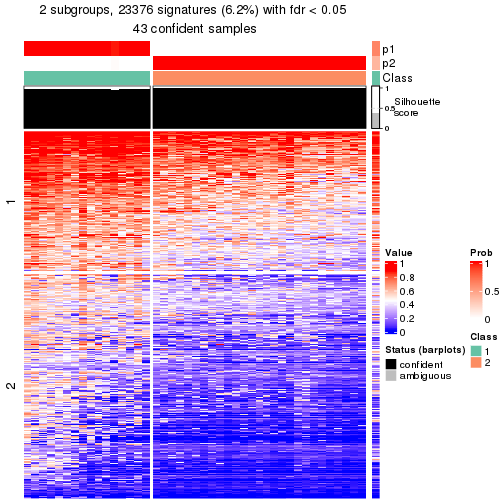 2 subgroups, 23376 signatures (6.2%) with fdr < 0.05
43 confident samples
p1
p2
Class
1
0.5
0
Silhouette
score
1
2
Value
1
0.8
0.6
0.4
0.2
0
Prob
1
0.5
0
Status (barplots)
confident
ambiguous
Class
1
2